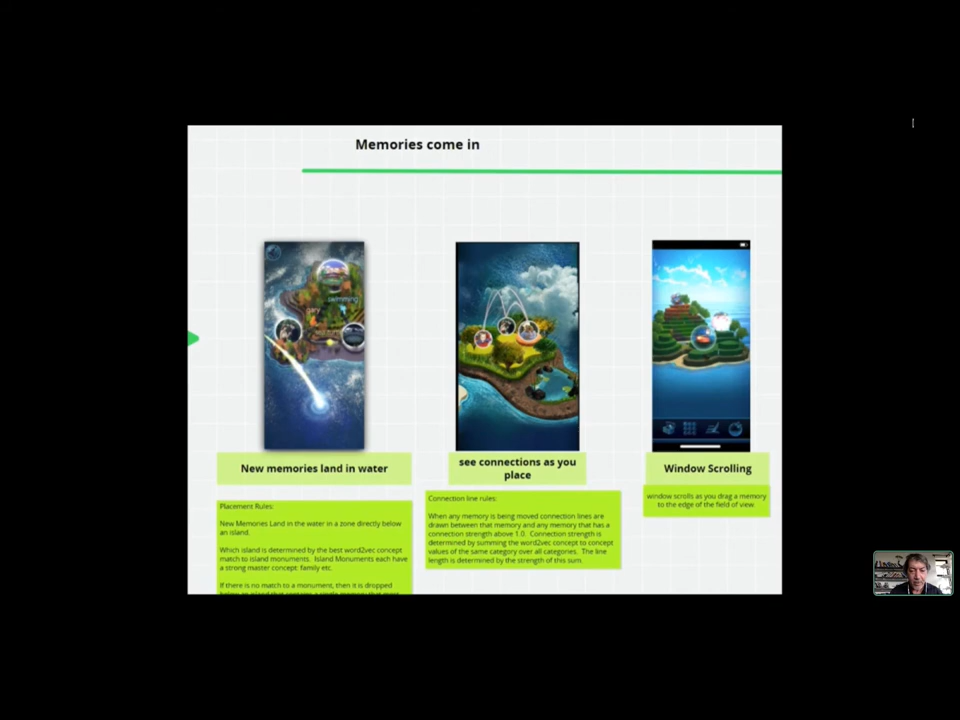 Memories come in
swimming
New memories land in water
see connections as you
place
Window Scrolling
Placement Rules:
New Memories Land in the water in a zone directly below
an island.
Which island is determined by the best word2vec concept
match to island monuments.  Island Monuments each have
a strong master concept: family etc.
If there is no match to a monument, then it is dropped
Connection line rules:
When any memory is being moved connection lines are
drawn between that memory and any memory that has a
connection strength above 1.0.  Connection strength is
determined by summing the word2vec concept to concept
values of the same category over all categories.  The line
length is determined by the strength of this sum.
window scrolls as you drag a memory
to the edge of the field of view